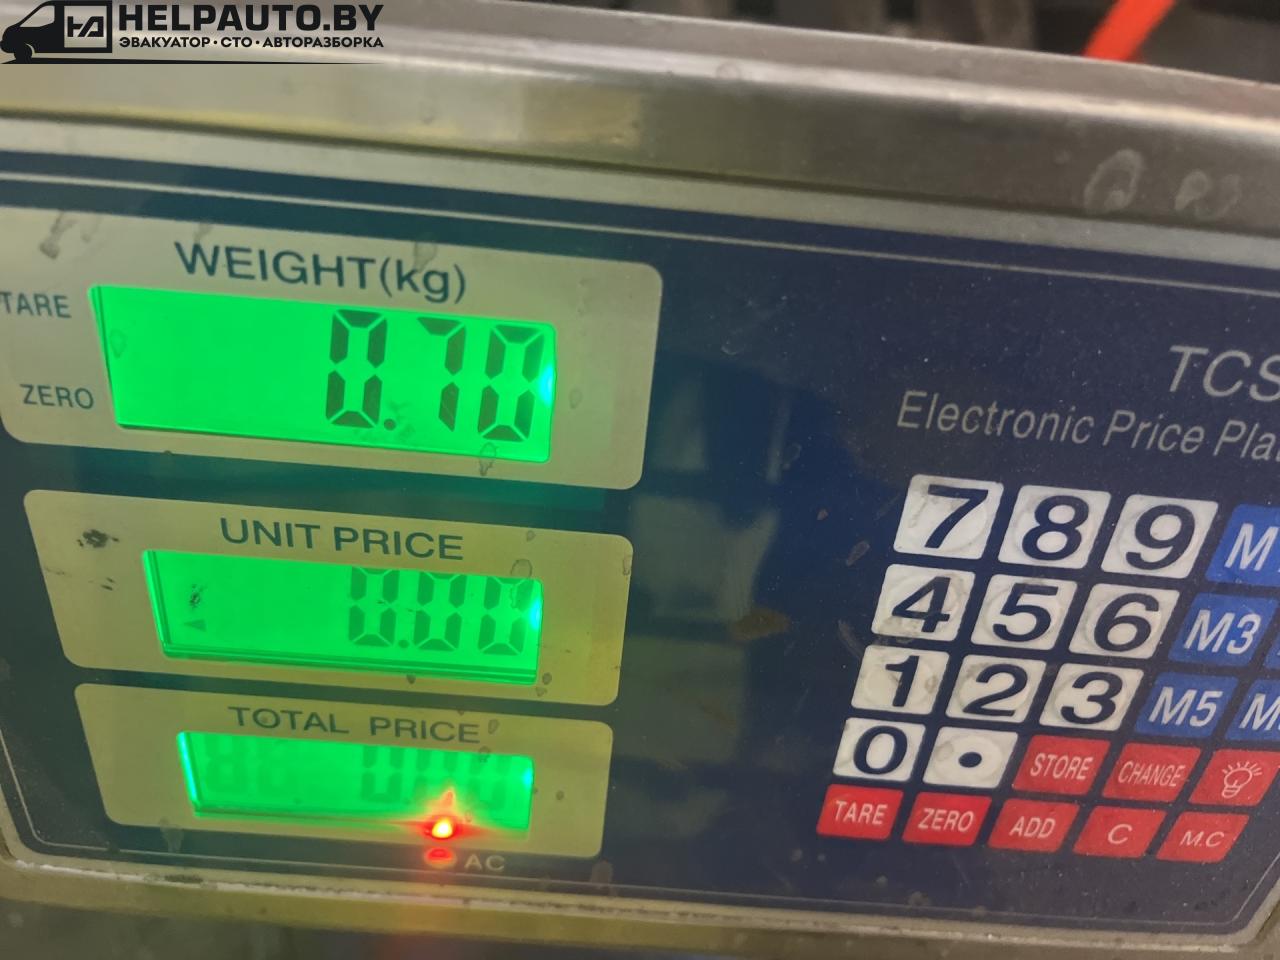 HELPAUTO.BY
ЭВАКУАТОР · СТО · АВТОРАЗБОРКА
WEIGHT(kg)
TARE
0.70
ZERO
TCS
Electronic Price
UNIT PRICE
0.00
TOTAL PRICE
AC
7 8 9
4 5 6 M3
1 2 3 M5
0 . STORE CHANGE
TARE ZERO ADD C M.C